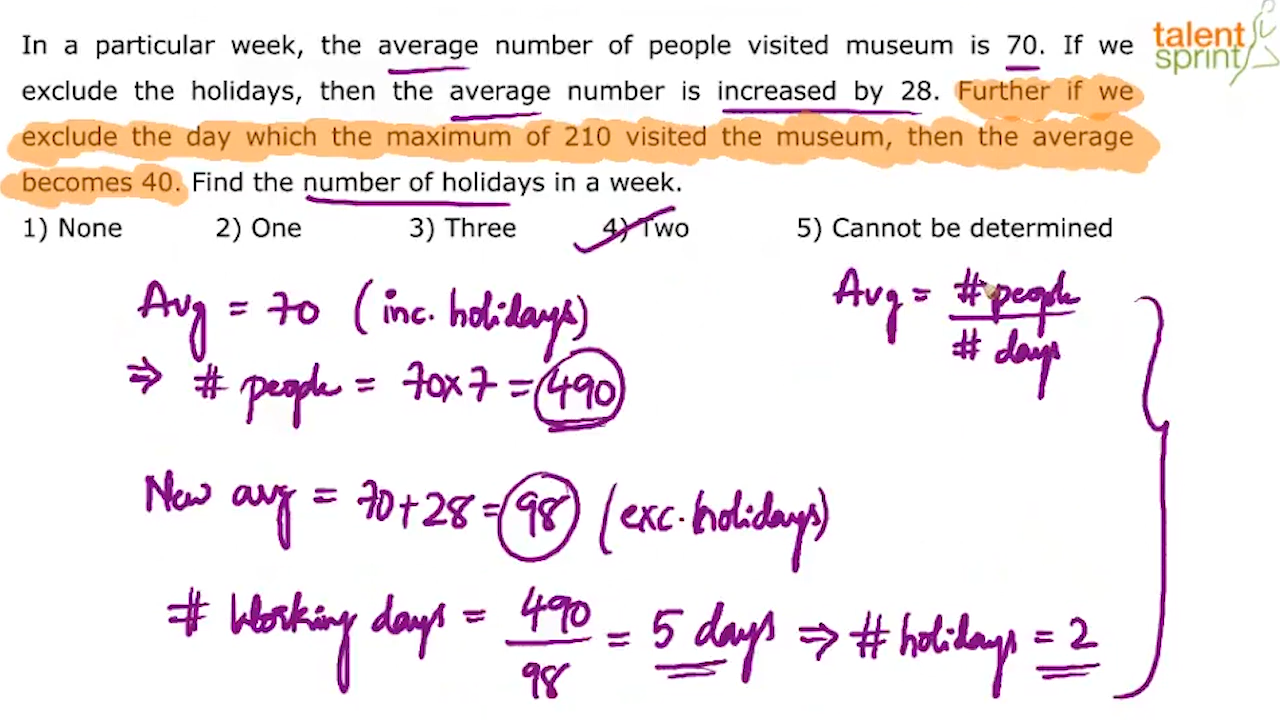 talent
sprint
In a particular week, the average number of people visited museum is 70. If we
exclude the holidays, then the average number is increased by 28. Further if we
exclude the day which the maximum of 210 visited the museum, then the average
becomes 40. Find the number of holidays in a week.
1) None 2) One 3) Three 4) Two 5) Cannot be determined
Avg = 70 (inc. holidays)
⇒ # people = 70×7 = 490
Avg = # people
# days
New avg = 70+28 = 98 (exc. holidays)
# Working days = 490/98 = 5 days ⇒ # holidays = 2